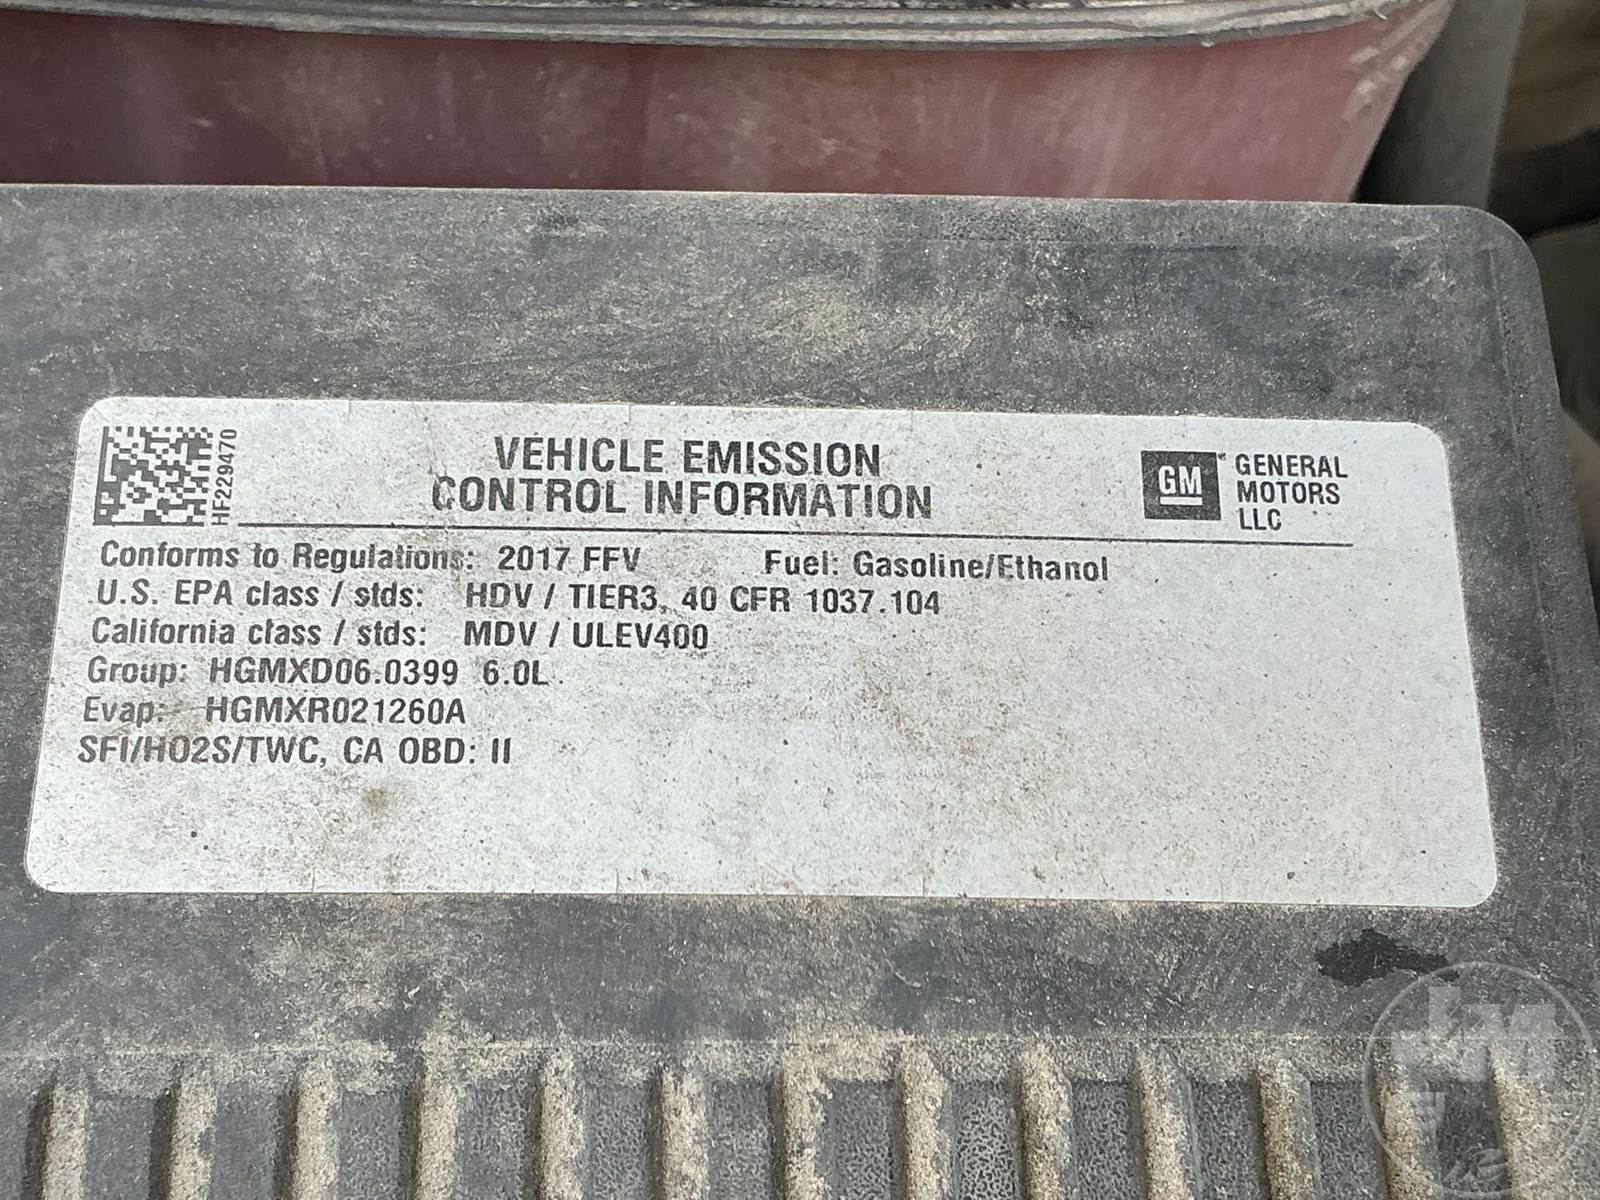 HF229470
VEHICLE EMISSION
CONTROL INFORMATION
GM
GENERAL
MOTORS
LLC
Conforms to Regulations: 2017 FFV Fuel: Gasoline/Ethanol
U.S. EPA class / stds: HDV / TIER3, 40 CFR 1037.104
California class / stds: MDV / ULEV400
Group: HGMXD06.0399 6.0L
Evap: HGMXR021260A
SFI/HO2S/TWC, CA OBD: II